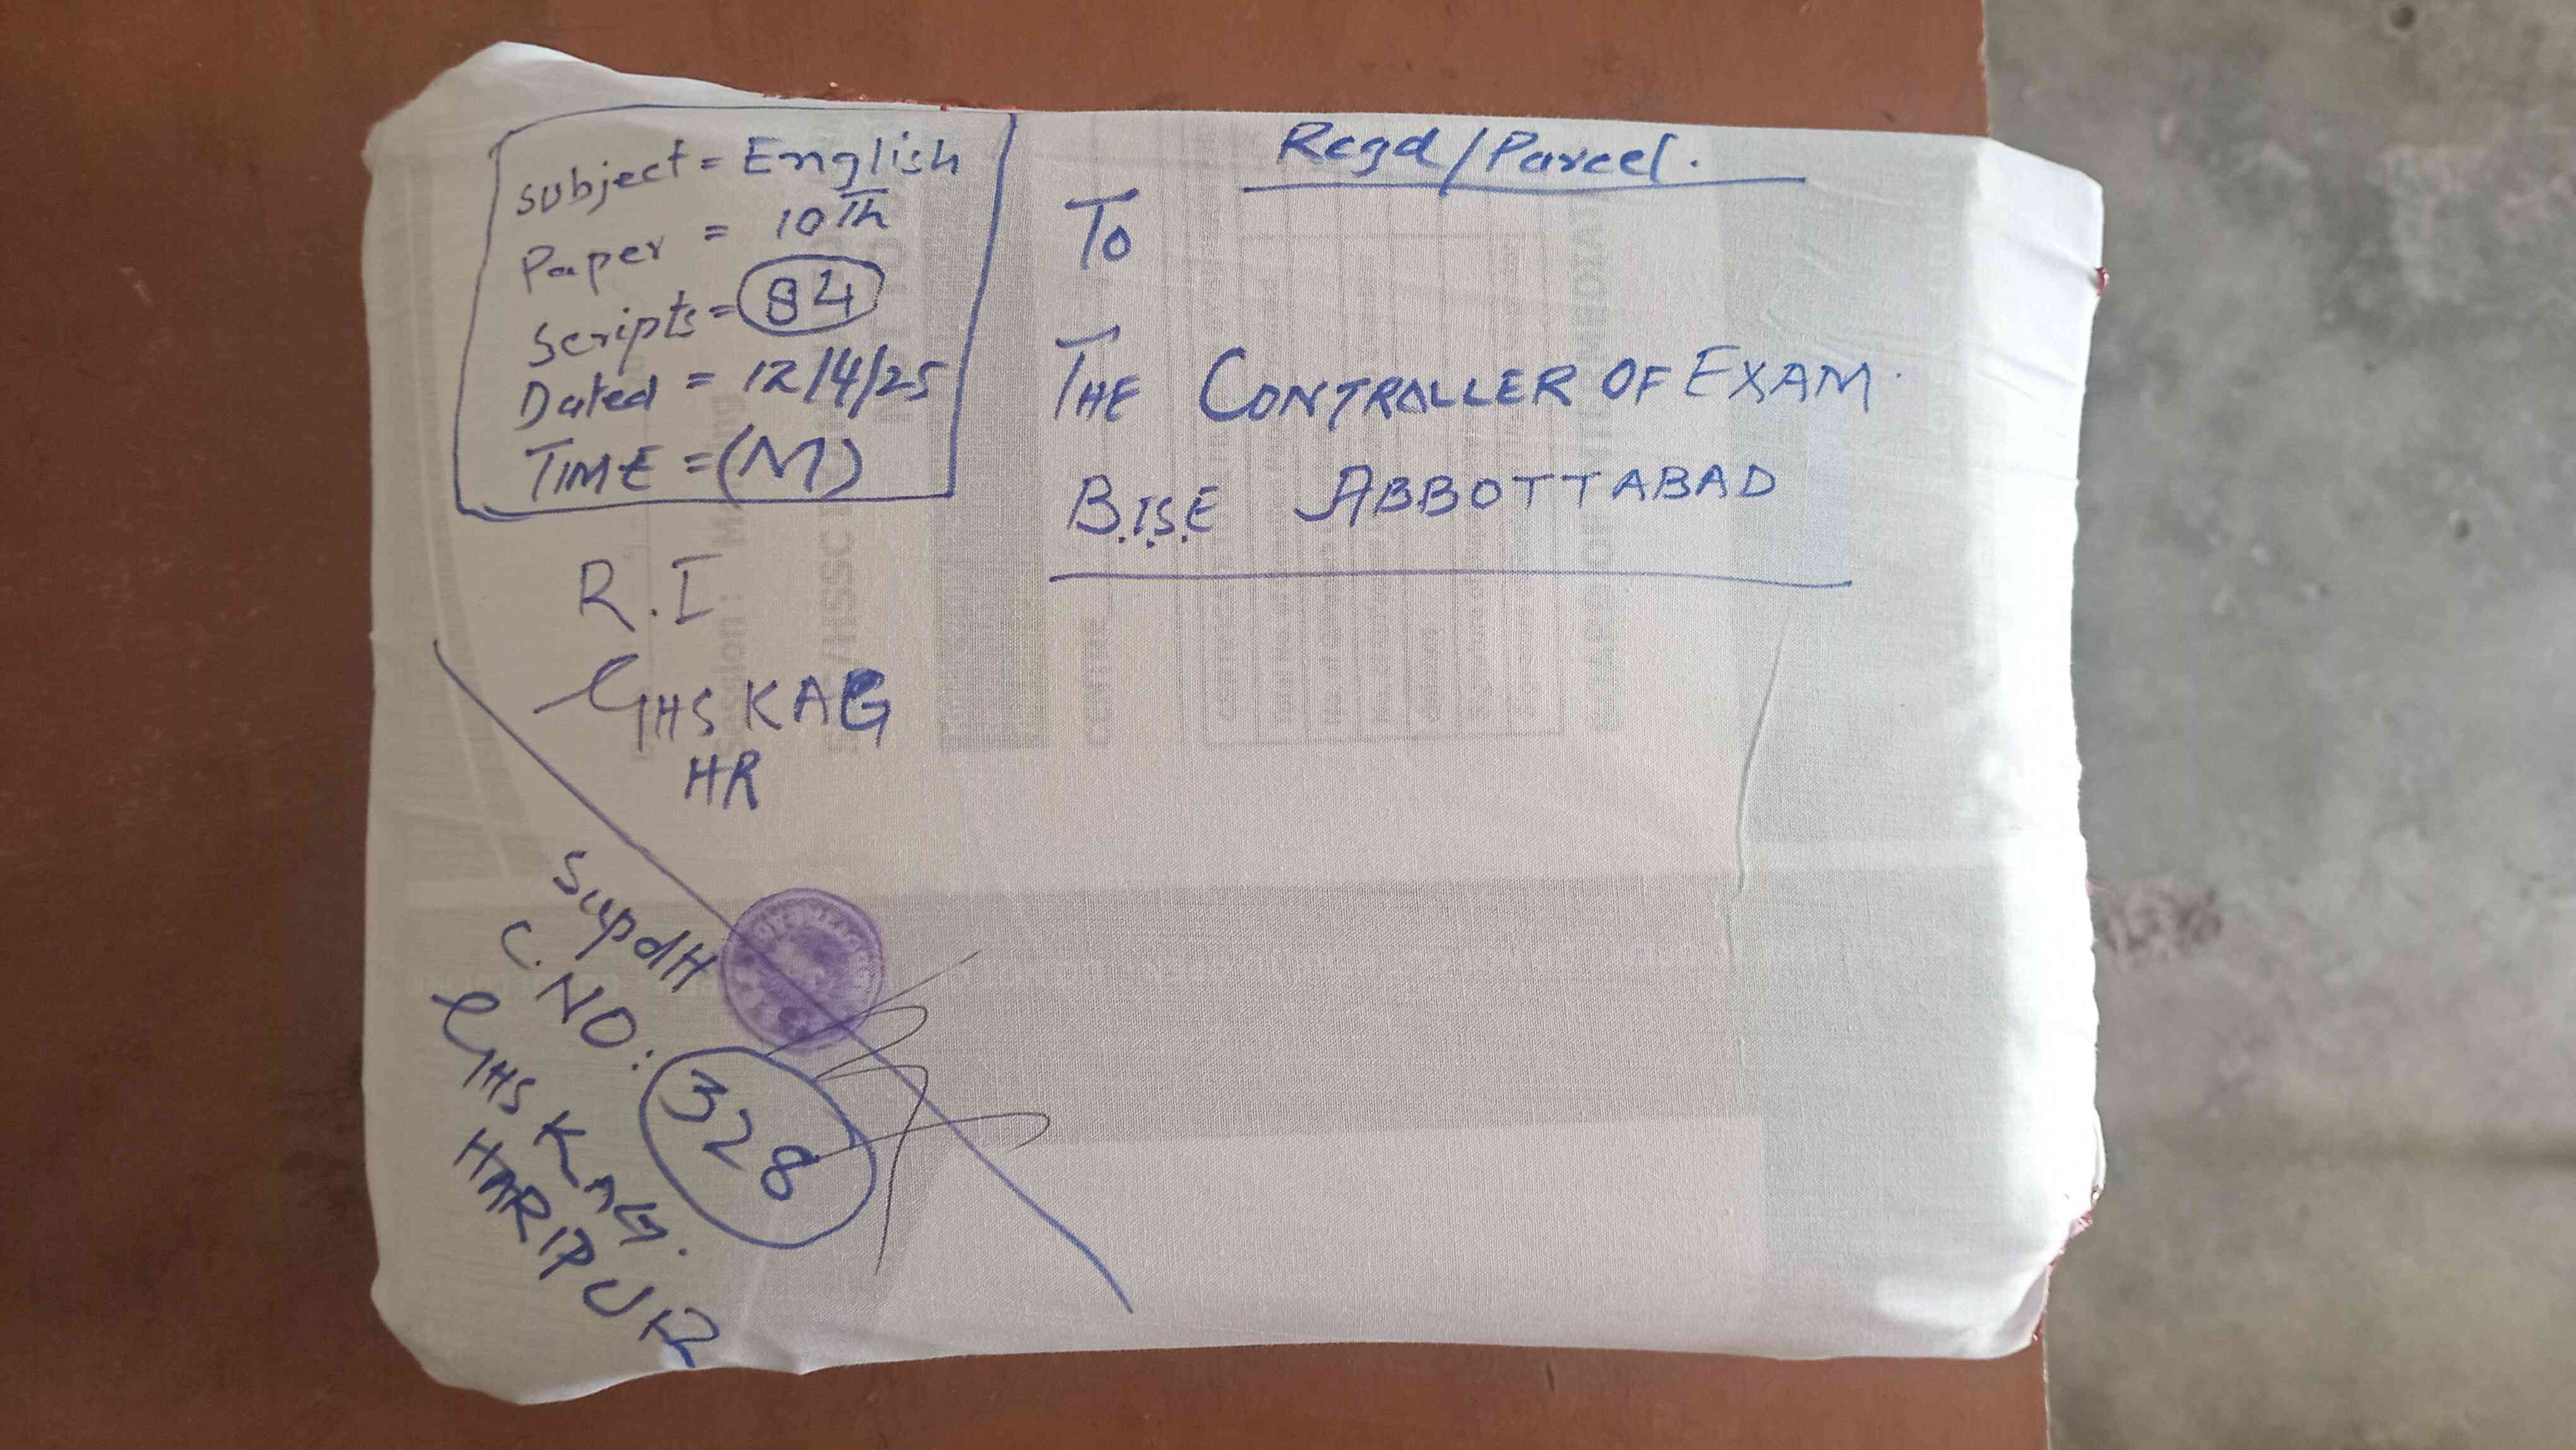 Regd/Parcel.
Subject = English
Paper = 10Th
Scripts = 84
Dated = 12/4/25
TIME = (M)
To
THE CONTROLLER OF EXAM.
B.I.S.E ABBOTTABAD
R.I
GHS KAG
HR
Supdtt
C.NO: 328
GHS KAG.
HARIPUR